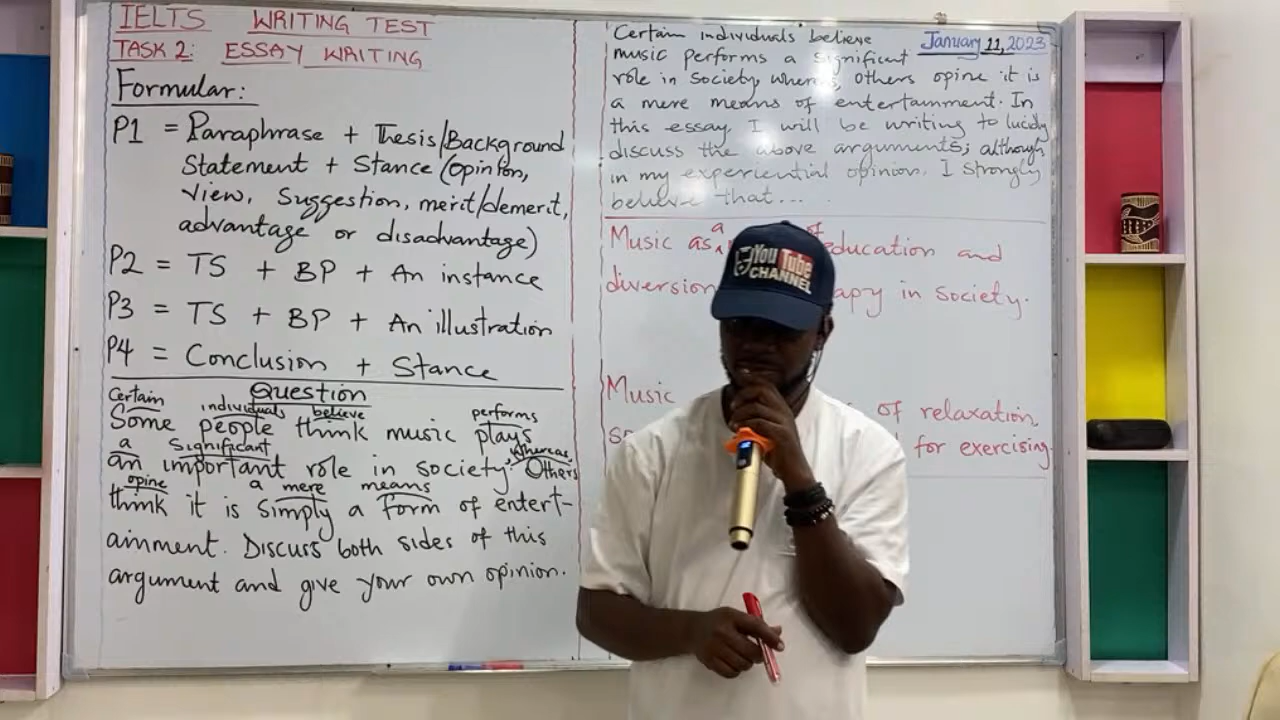 IELTS WRITING TEST
TASK 2: ESSAY WRITING
Formular:
P1 = Paraphrase + Thesis/Background
Statement + Stance (opinion,
view, suggestion, merit/demerit,
advantage or disadvantage)
P2 = TS + BP + An instance
P3 = TS + BP + An illustration
P4 = Conclusion + Stance
Question
Certain individuals believe performs
Some people think music plays
a significant whereas
an important role in society. Others
opine a mere means
think it is simply a form of entert-
ainment. Discuss both sides of this
argument and give your own opinion.
January 11, 2023
Certain individuals believe
music performs a significant
role in society whereas, others opine it is
a mere means of entertainment. In
this essay, I will be writing to lucidly
discuss the above arguments; although
in my experiential opinion, I strongly
believe that...
a of
Music as education and
diversion apy in society.
Music of relaxation,
for exercising.
YouTube
CHANNEL